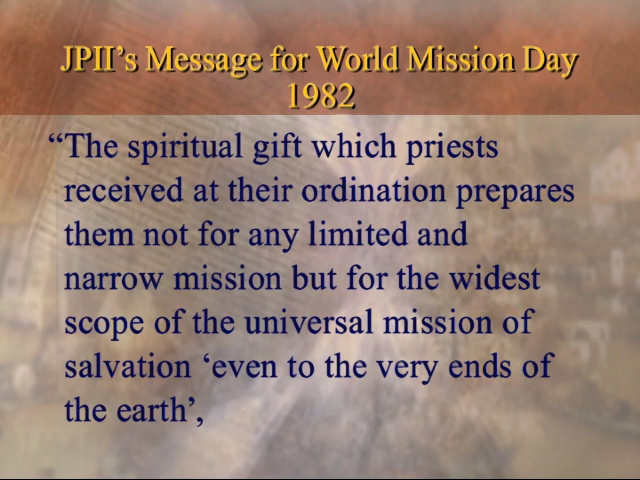 JPII’s Message for World Mission Day
1982
“The spiritual gift which priests
received at their ordination prepares
them not for any limited and
narrow mission but for the widest
scope of the universal mission of
salvation ‘even to the very ends of
the earth’,